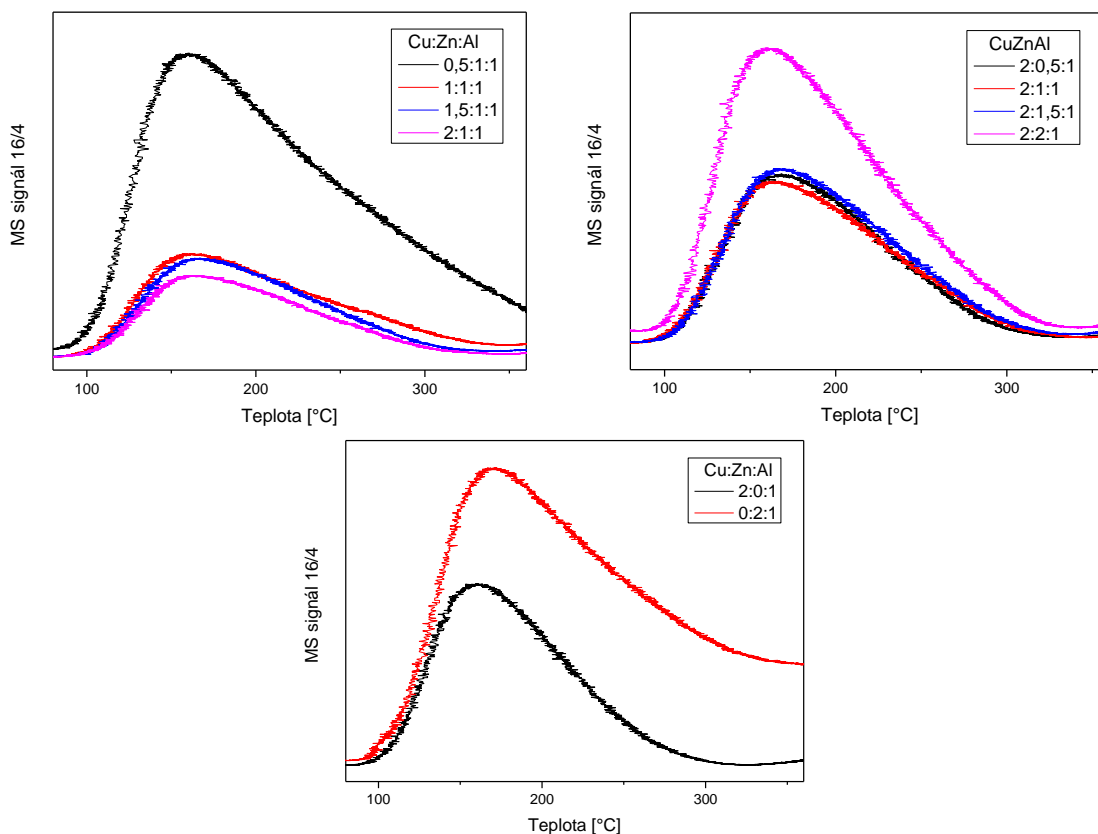 MS signál 16/4
Cu:Zn:Al
0,5:1:1
1:1:1
1,5:1:1
2:1:1
100
200
300
Teplota [°C]
MS signál 16/4
CuZnAl
2:0,5:1
2:1:1
2:1,5:1
2:2:1
100
200
300
Teplota [°C]
MS signál 16/4
Cu:Zn:Al
2:0:1
0:2:1
100
200
300
Teplota [°C]